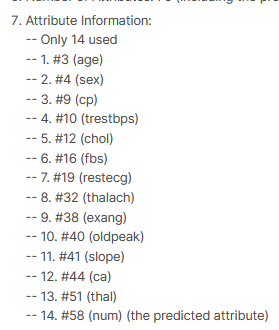 7. Attribute Information:
-- Only 14 used
-- 1. #3 (age)
-- 2. #4 (sex)
-- 3. #9 (cp)
-- 4. #10 (trestbps)
-- 5. #12 (chol)
-- 6. #16 (fbs)
-- 7. #19 (restecg)
-- 8. #32 (thalach)
-- 9. #38 (exang)
-- 10. #40 (oldpeak)
-- 11. #41 (slope)
-- 12. #44 (ca)
-- 13. #51 (thal)
-- 14. #58 (num) (the predicted attribute)